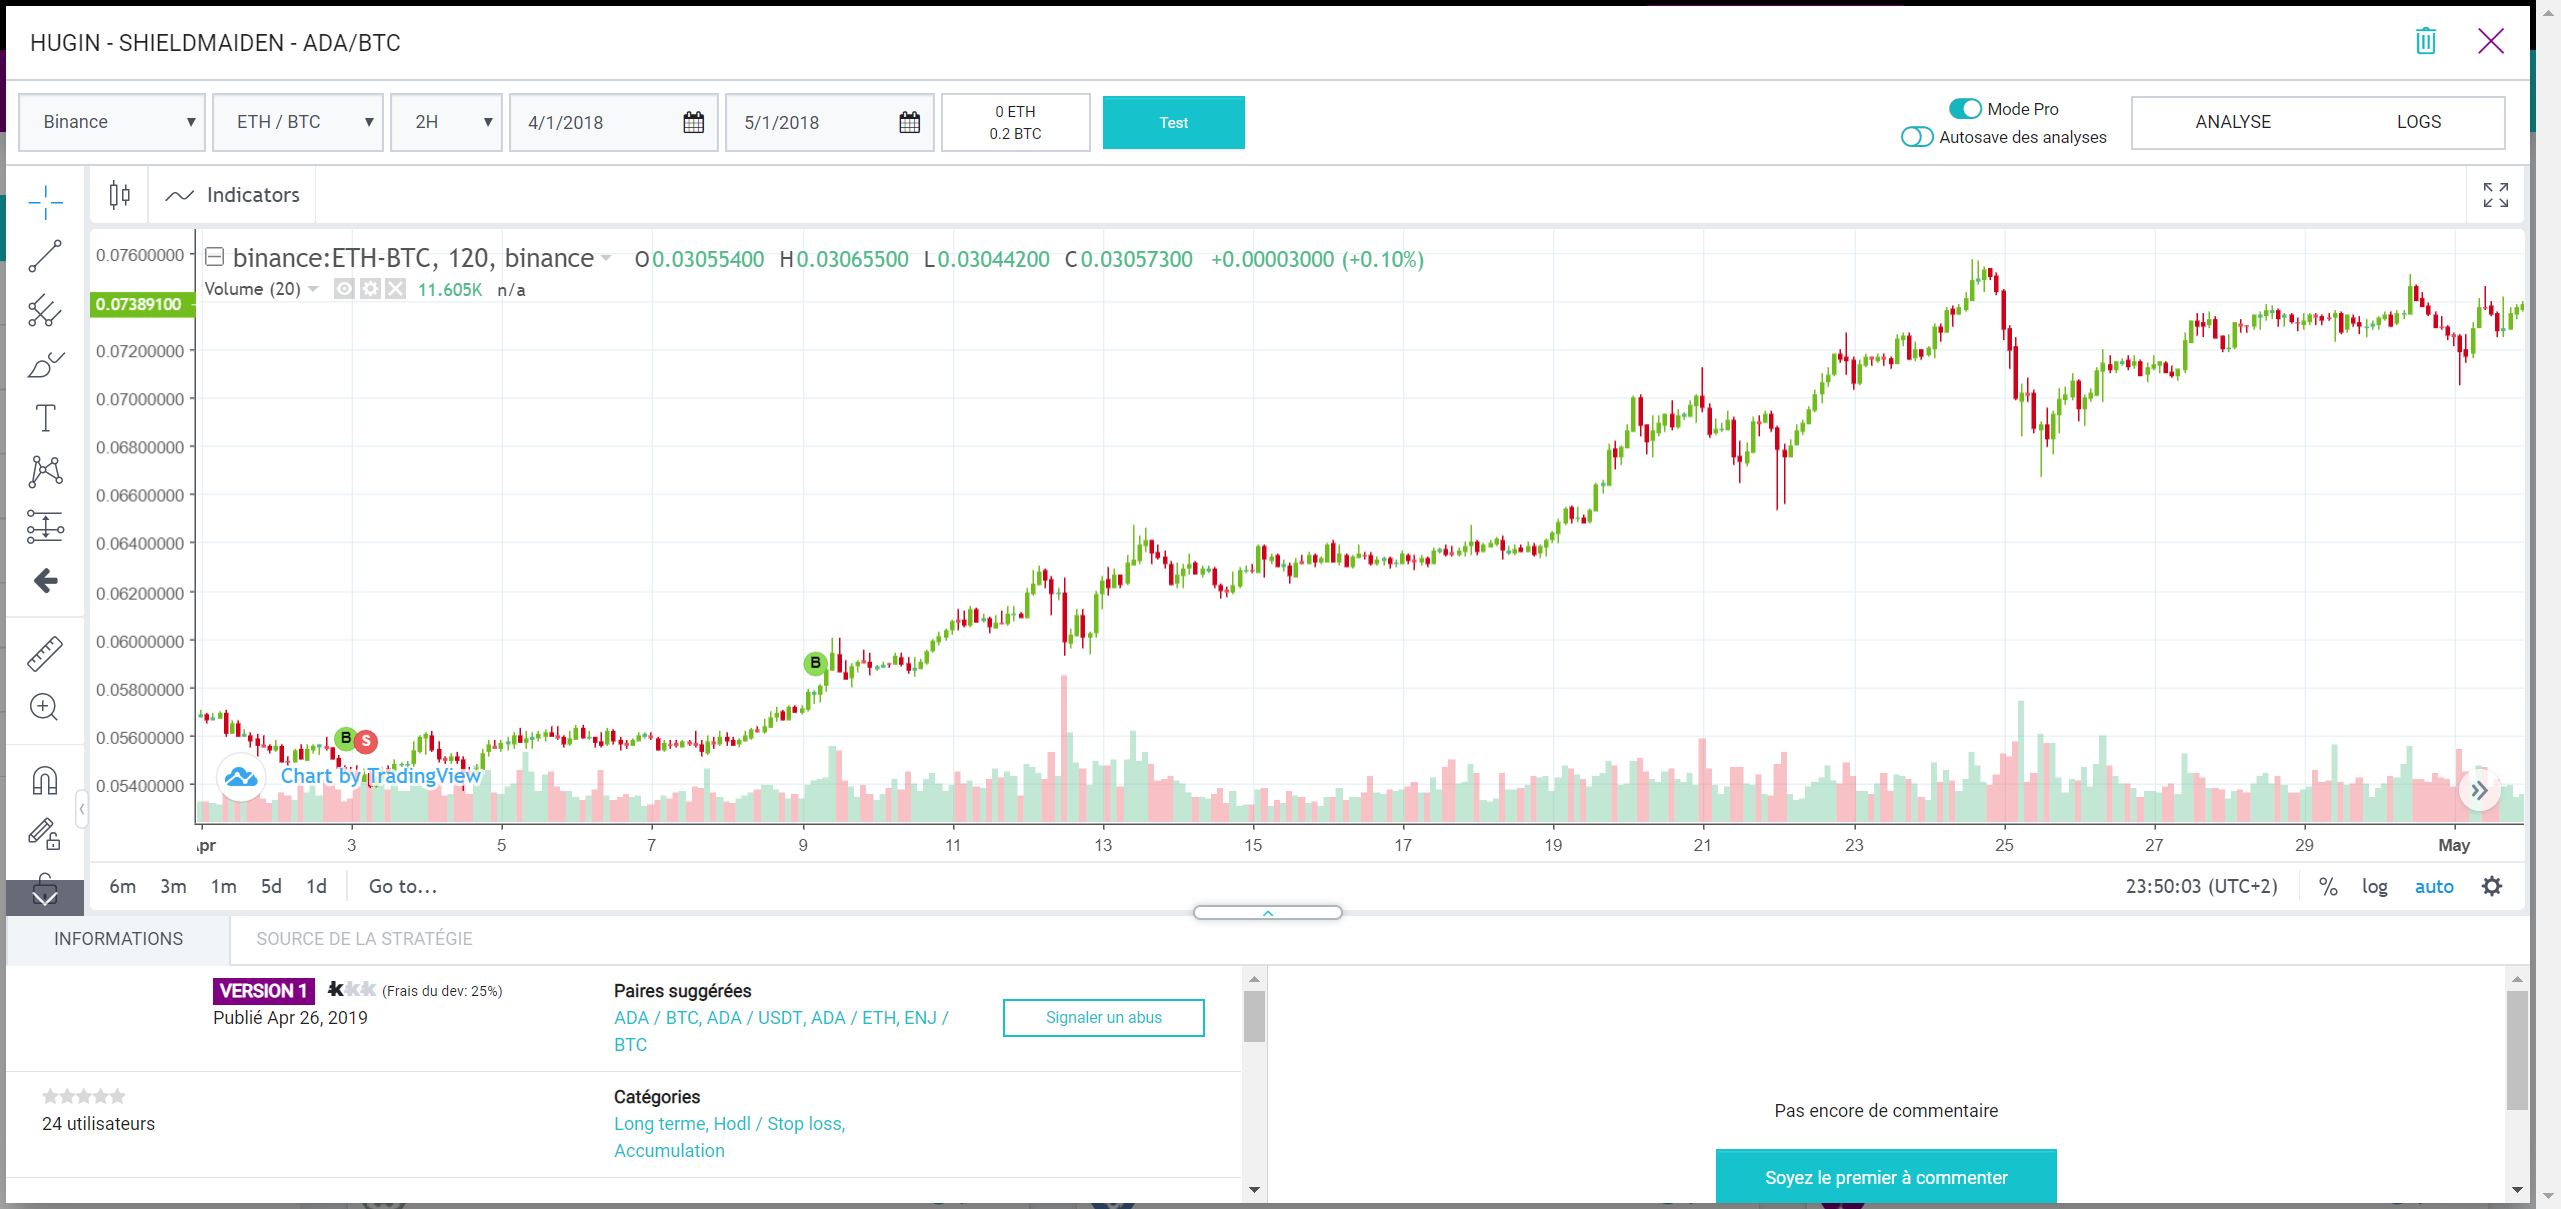 HUGIN - SHIELDMAIDEN - ADA/BTC
Binance
ETH / BTC
2H
4/1/2018
5/1/2018
0 ETH
0.2 BTC
Test
Mode Pro
Autosave des analyses
ANALYSE
LOGS
Indicators
binance:ETH-BTC, 120, binance
O0.03055400 H0.03065500 L0.03044200 C0.03057300 +0.00003000 (+0.10%)
Volume (20) 11.605K n/a
0.07600000
0.07389100
0.07200000
0.07000000
0.06800000
0.06600000
0.06400000
0.06200000
0.06000000
0.05800000
0.05600000
0.05400000
B
B
S
Chart by TradingView
3
5
7
9
11
13
15
17
19
21
23
25
27
29
May
6m
3m
1m
5d
1d
Go to...
23:50:03 (UTC+2)
%
log
auto
INFORMATIONS
SOURCE DE LA STRATÉGIE
VERSION 1
(Frais du dev: 25%)
Publié Apr 26, 2019
Paires suggérées
ADA / BTC, ADA / USDT, ADA / ETH, ENJ /
BTC
Signaler un abus
24 utilisateurs
Catégories
Long terme, Hodl / Stop loss,
Accumulation
Pas encore de commentaire
Soyez le premier à commenter